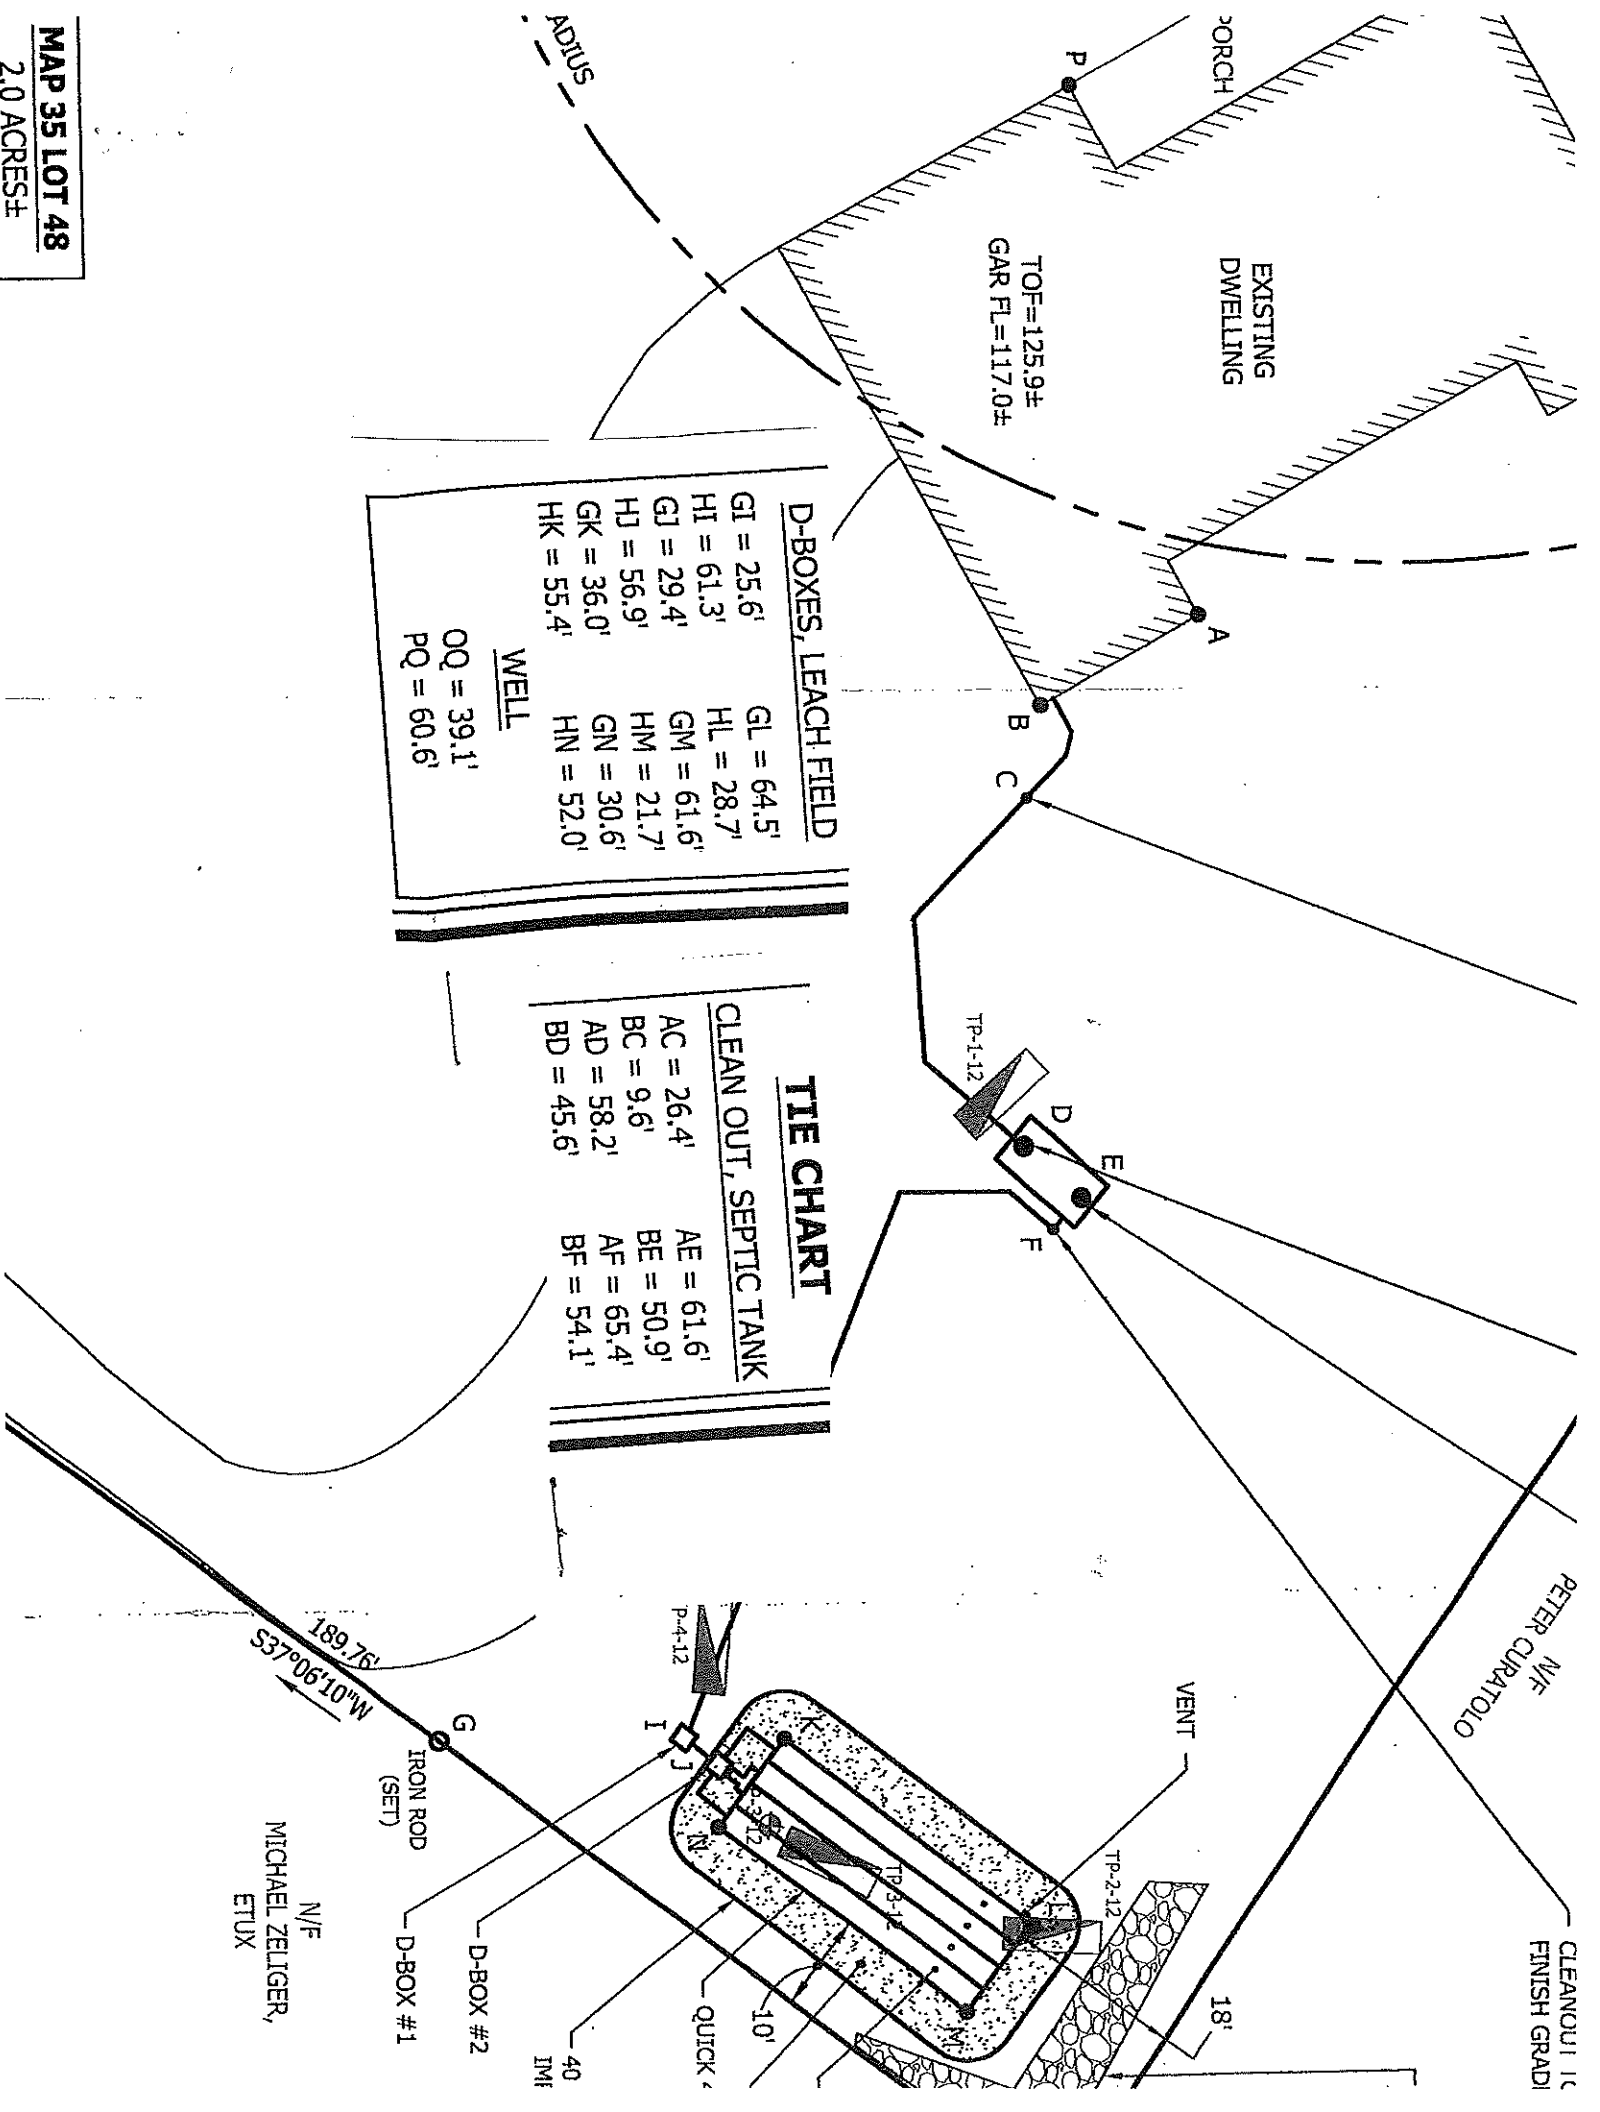 PORCH
P
ADIUS
EXISTING
DWELLING
TOF=125.9±
GAR FL=117.0±
MAP 35 LOT 48
2.0 ACRES±
A
B
C
D-BOXES, LEACH FIELD
GI = 25.6' GL = 64.5'
HI = 61.3' HL = 28.7'
GJ = 29.4' GM = 61.6'
HJ = 56.9' HM = 21.7'
GK = 36.0' GN = 30.6'
HK = 55.4' HN = 52.0'
WELL
OQ = 39.1'
PQ = 60.6'
TP-1-12
D
E
F
TIE CHART
CLEAN OUT, SEPTIC TANK
AC = 26.4' AE = 61.6'
BC = 9.6' BE = 50.9'
AD = 58.2' AF = 65.4'
BD = 45.6' BF = 54.1'
N/F
PETER CURATOLO
VENT
P-4-12
I
J
K
L
M
N
P-3-12
TP-3-12
TP-2-12
189.76'
S37°06'10"W
G
IRON ROD
(SET)
N/F
MICHAEL ZELIGER,
ETUX
D-BOX #1
D-BOX #2
40
QUICK
10'
18'
CLEANOUT TO
FINISH GRADE